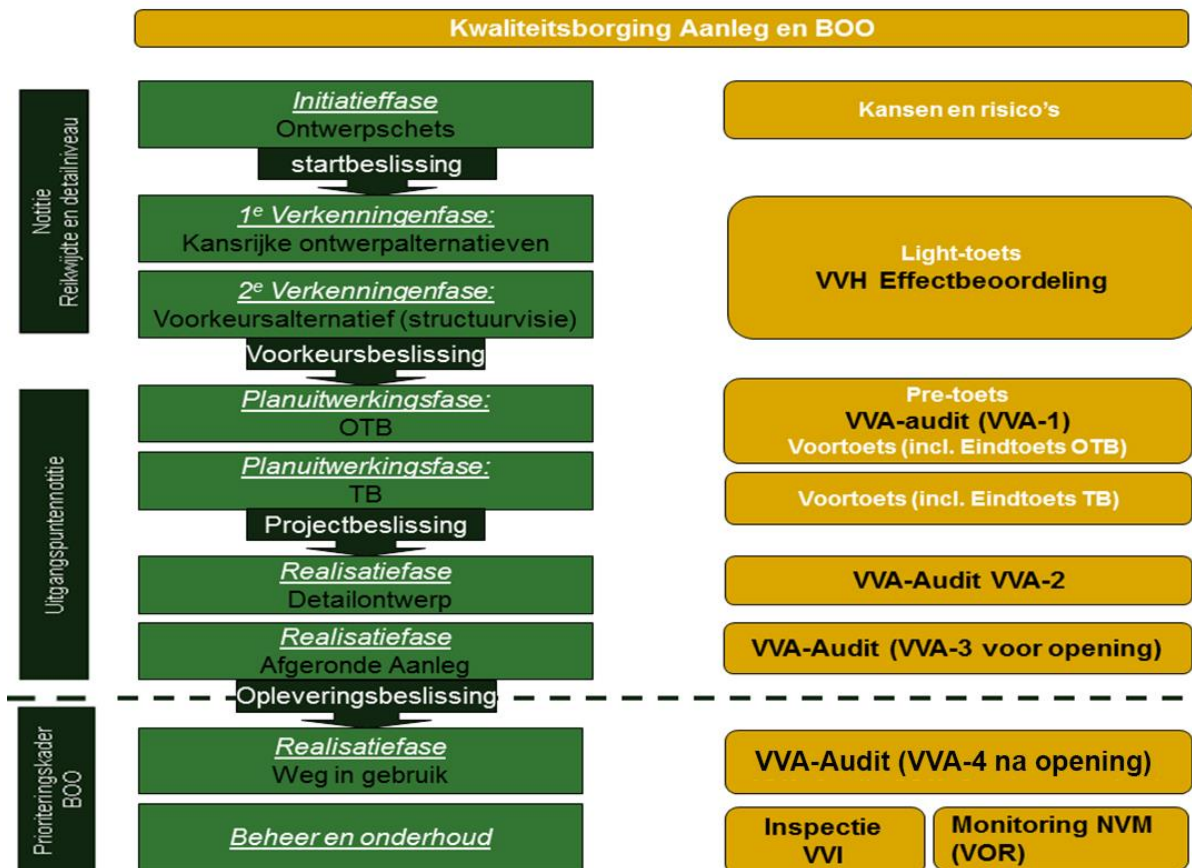 Kwaliteitsborging Aanleg en BOO
Notitie
Reikwijdte en detailniveau
Initiatieffase
Ontwerpschets
Kansen en risico's
startbeslissing
1e Verkenningenfase:
Kansrijke ontwerpalternatieven
2e Verkenningenfase:
Voorkeursalternatief (structuurvisie)
Light-toets
VVH Effectbeoordeling
Voorkeursbeslissing
Uitgangspuntennotitie
Planuitwerkingsfase:
OTB
Pre-toets
VVA-audit (VVA-1)
Voortoets (incl. Eindtoets OTB)
Planuitwerkingsfase:
TB
Voortoets (incl. Eindtoets TB)
Projectbeslissing
Realisatiefase
Detailontwerp
VVA-Audit VVA-2
Realisatiefase
Afgeronde Aanleg
VVA-Audit (VVA-3 voor opening)
Opleveringsbeslissing
Prioriteringskader
BOO
Realisatiefase
Weg in gebruik
VVA-Audit (VVA-4 na opening)
Beheer en onderhoud
Inspectie
VVI
Monitoring NVM
(VOR)